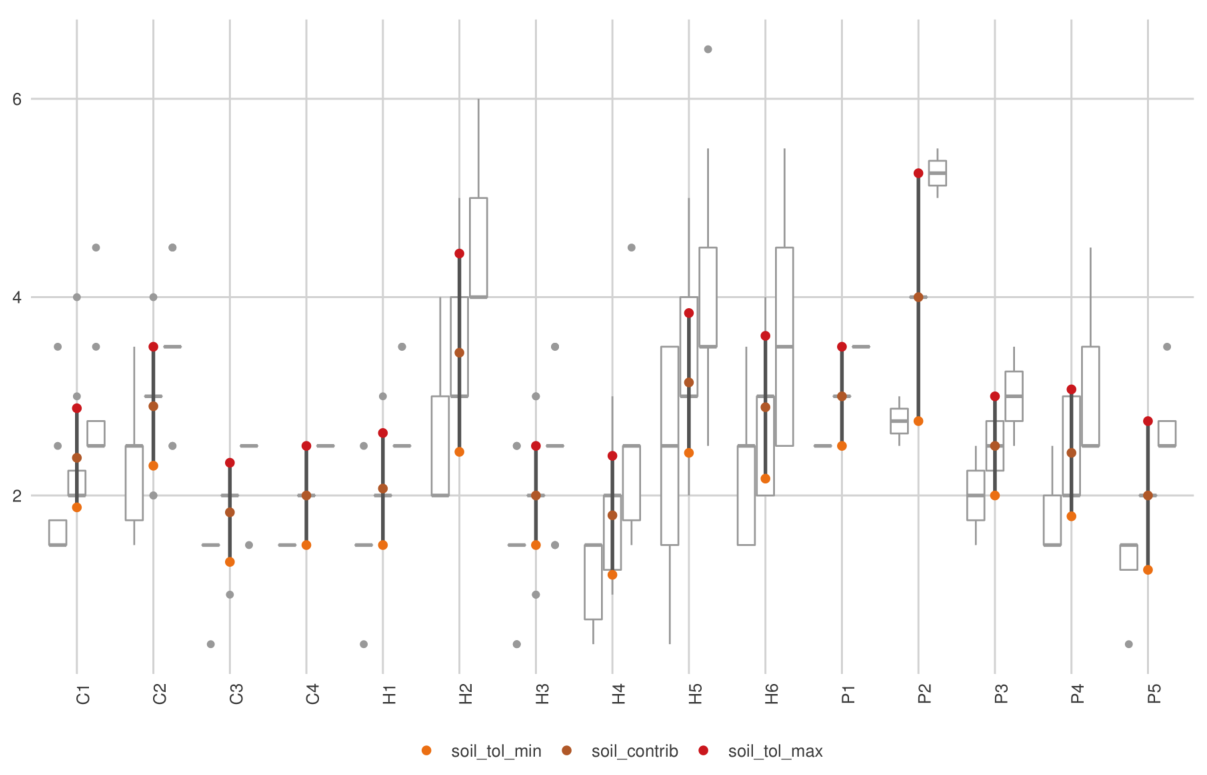 6
4
2
C1 C2 C3 C4 H1 H2 H3 H4 H5 H6 P1 P2 P3 P4 P5
soil_tol_min soil_contrib soil_tol_max